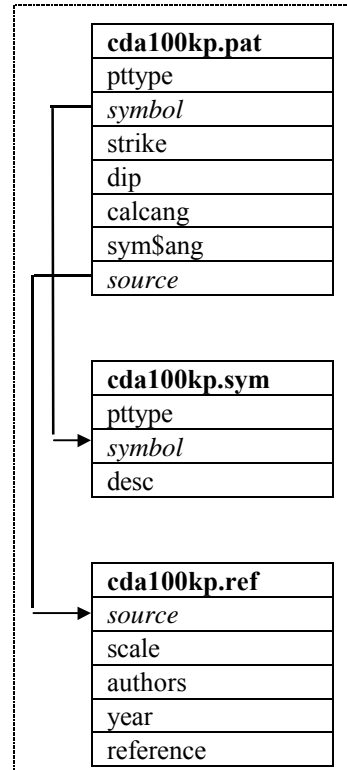 cda100kp.pat
pttype
symbol
strike
dip
calcang
sym$ang
source
cda100kp.sym
pttype
symbol
desc
cda100kp.ref
source
scale
authors
year
reference